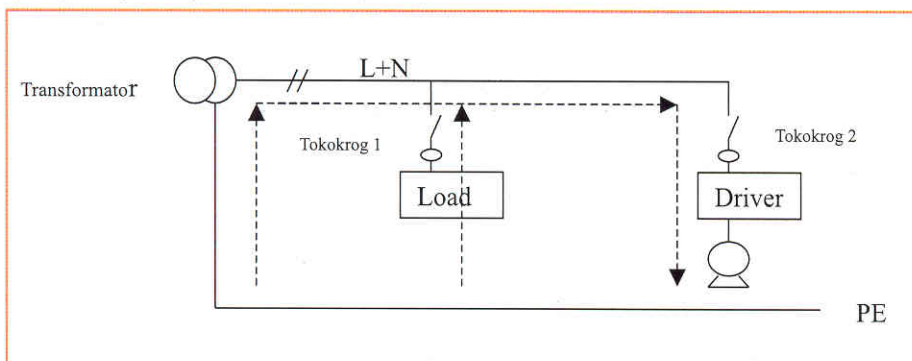 L+N
Transformator
Tokokrog 1
Tokokrog 2
Load
Driver
PE